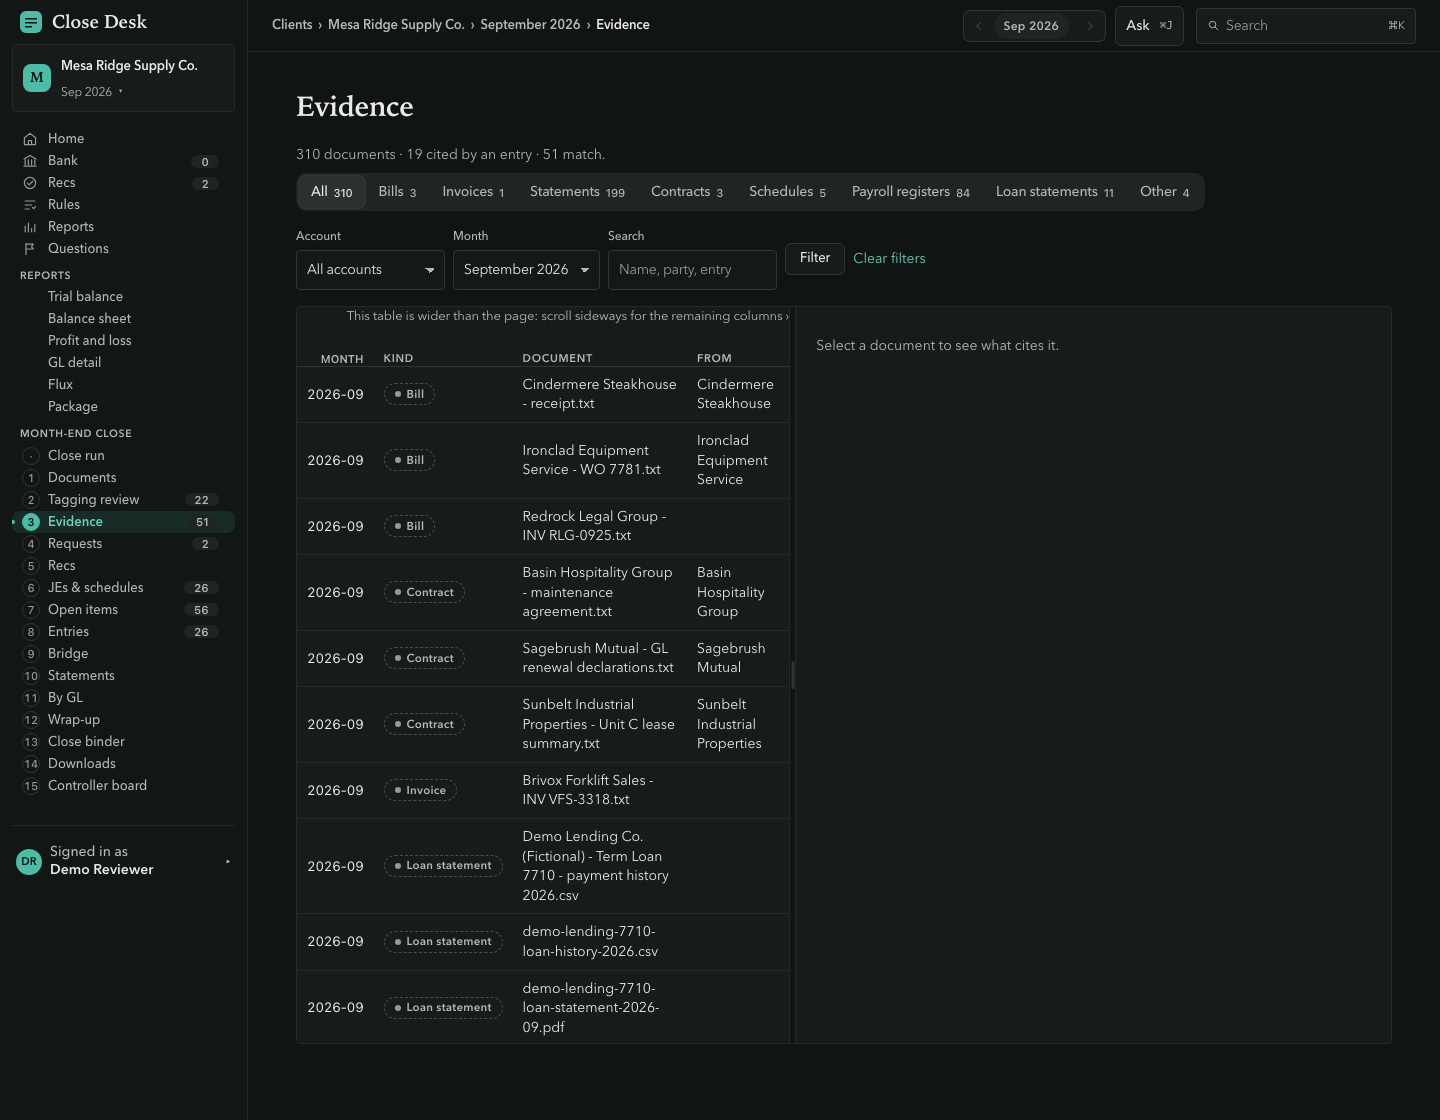 Close Desk
M
Mesa Ridge Supply Co.
Sep 2026
Home
Bank 0
Recs 2
Rules
Reports
Questions
REPORTS
Trial balance
Balance sheet
Profit and loss
GL detail
Flux
Package
MONTH-END CLOSE
· Close run
1 Documents
2 Tagging review 22
3 Evidence 51
4 Requests 2
5 Recs
6 JEs & schedules 26
7 Open items 56
8 Entries 26
9 Bridge
10 Statements
11 By GL
12 Wrap-up
13 Close binder
14 Downloads
15 Controller board
DR
Signed in as
Demo Reviewer
Clients › Mesa Ridge Supply Co. › September 2026 › Evidence
‹ Sep 2026 ›
Ask ⌘J
Search ⌘K
Evidence
310 documents · 19 cited by an entry · 51 match.
All 310 Bills 3 Invoices 1 Statements 199 Contracts 3 Schedules 5 Payroll registers 84 Loan statements 11 Other 4
Account Month Search
All accounts September 2026 Name, party, entry Filter Clear filters
This table is wider than the page: scroll sideways for the remaining columns ›
MONTH KIND DOCUMENT FROM
2026-09 Bill
Cindermere Steakhouse
- receipt.txt
Cindermere
Steakhouse
2026-09 Bill
Ironclad Equipment
Service - WO 7781.txt
Ironclad
Equipment
Service
2026-09 Bill
Redrock Legal Group -
INV RLG-0925.txt
2026-09 Contract
Basin Hospitality Group
- maintenance
agreement.txt
Basin
Hospitality
Group
2026-09 Contract
Sagebrush Mutual - GL
renewal declarations.txt
Sagebrush
Mutual
2026-09 Contract
Sunbelt Industrial
Properties - Unit C lease
summary.txt
Sunbelt
Industrial
Properties
2026-09 Invoice
Brivox Forklift Sales -
INV VFS-3318.txt
2026-09 Loan statement
Demo Lending Co.
(Fictional) - Term Loan
7710 - payment history
2026.csv
2026-09 Loan statement
demo-lending-7710-
loan-history-2026.csv
2026-09 Loan statement
demo-lending-7710-
loan-statement-2026-
09.pdf
Select a document to see what cites it.